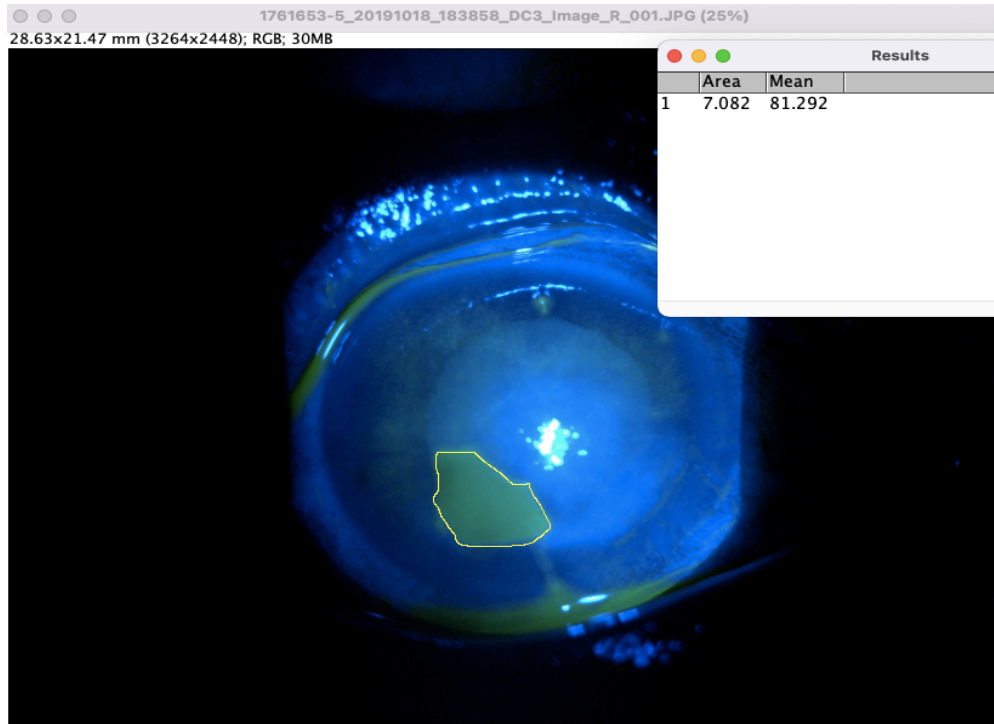 1761653-5_20191018_183858_DC3_Image_R_001.JPG (25%)
28.63x21.47 mm (3264x2448); RGB; 30MB
Results
Area Mean
1 7.082 81.292